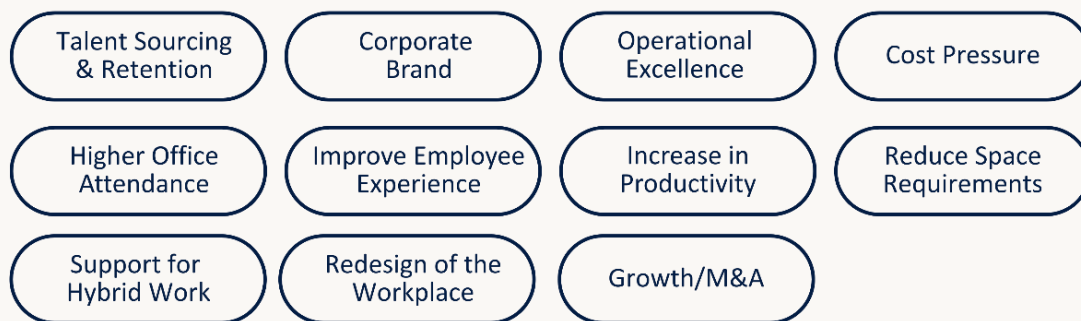 Talent Sourcing
& Retention
Corporate
Brand
Operational
Excellence
Cost Pressure
Higher Office
Attendance
Improve Employee
Experience
Increase in
Productivity
Reduce Space
Requirements
Support for
Hybrid Work
Redesign of the
Workplace
Growth/M&A